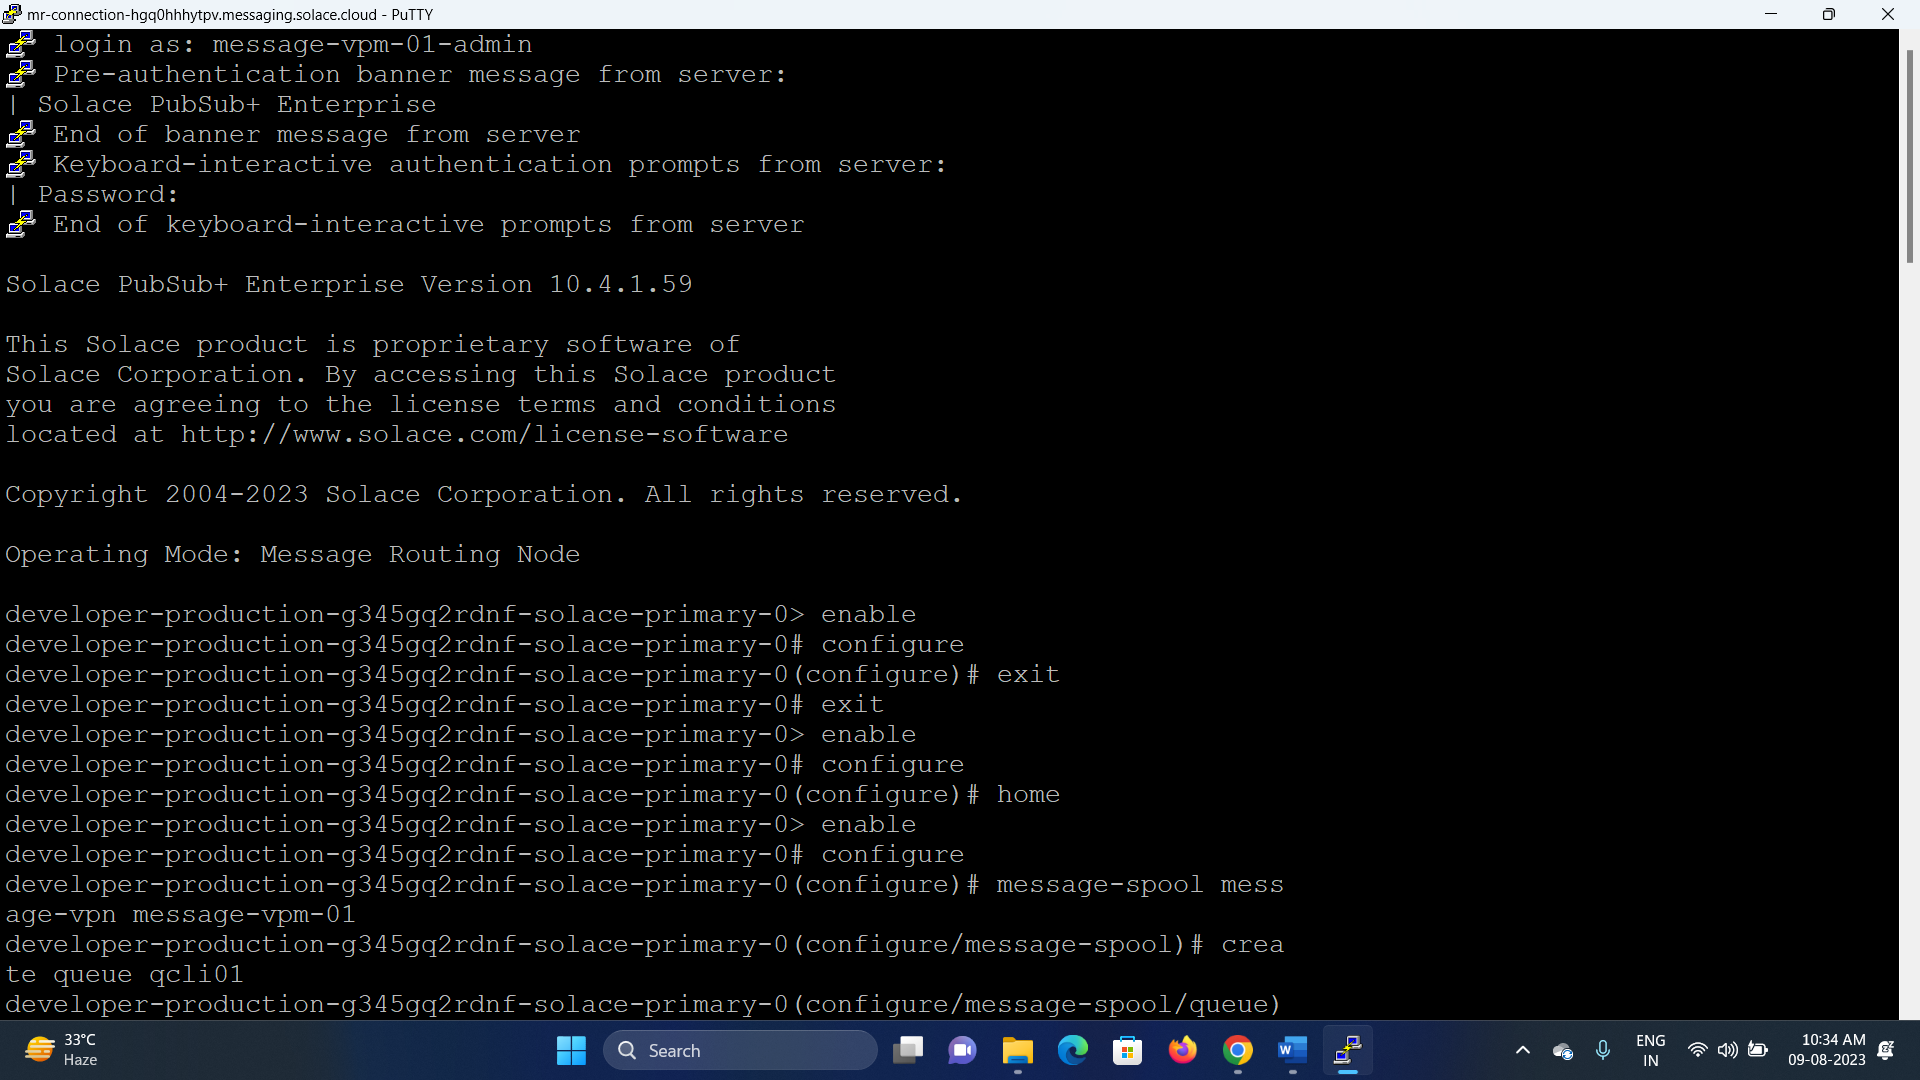 mr-connection-hgq0hhhytpv.messaging.solace.cloud - PuTTY
login as: message-vpm-01-admin
Pre-authentication banner message from server:
| Solace PubSub+ Enterprise
End of banner message from server
Keyboard-interactive authentication prompts from server:
| Password:
End of keyboard-interactive prompts from server
Solace PubSub+ Enterprise Version 10.4.1.59
This Solace product is proprietary software of
Solace Corporation. By accessing this Solace product
you are agreeing to the license terms and conditions
located at http://www.solace.com/license-software
Copyright 2004-2023 Solace Corporation. All rights reserved.
Operating Mode: Message Routing Node
developer-production-g345gq2rdnf-solace-primary-0> enable
developer-production-g345gq2rdnf-solace-primary-0# configure
developer-production-g345gq2rdnf-solace-primary-0(configure)# exit
developer-production-g345gq2rdnf-solace-primary-0# exit
developer-production-g345gq2rdnf-solace-primary-0> enable
developer-production-g345gq2rdnf-solace-primary-0# configure
developer-production-g345gq2rdnf-solace-primary-0(configure)# home
developer-production-g345gq2rdnf-solace-primary-0> enable
developer-production-g345gq2rdnf-solace-primary-0# configure
developer-production-g345gq2rdnf-solace-primary-0(configure)# message-spool mess
age-vpn message-vpm-01
developer-production-g345gq2rdnf-solace-primary-0(configure/message-spool)# crea
te queue qcli01
developer-production-g345gq2rdnf-solace-primary-0(configure/message-spool/queue)
33°C
Haze
Search
ENG
IN
10:34 AM
09-08-2023